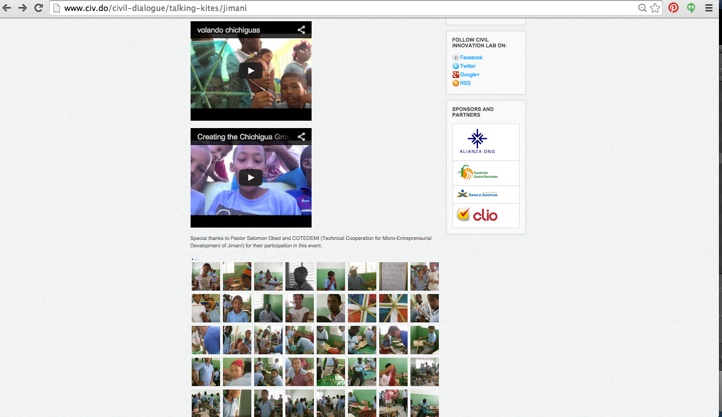 www.civ.do/civil-dialogue/talking-kites/jimani
volando chichiguas
Creating the Chichigua Gro
Special thanks to Pastor Salomon Obed and COTEDEMI (Technical Cooperation for Micro-Entrepreneurial
Development of Jimani) for their participation in this event.
FOLLOW CIVIL
INNOVATION LAB ON:
Facebook
Twitter
Google+
RSS
SPONSORS AND
PARTNERS
ALIANZA ONG
clio